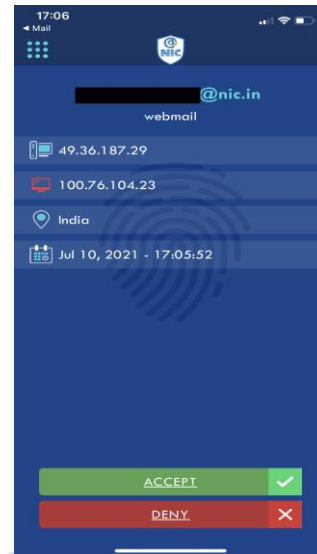 17:06
◄ Mail
@
NIC
@nic.in
webmail
49.36.187.29
100.76.104.23
India
Jul 10, 2021 - 17:05:52
ACCEPT
DENY